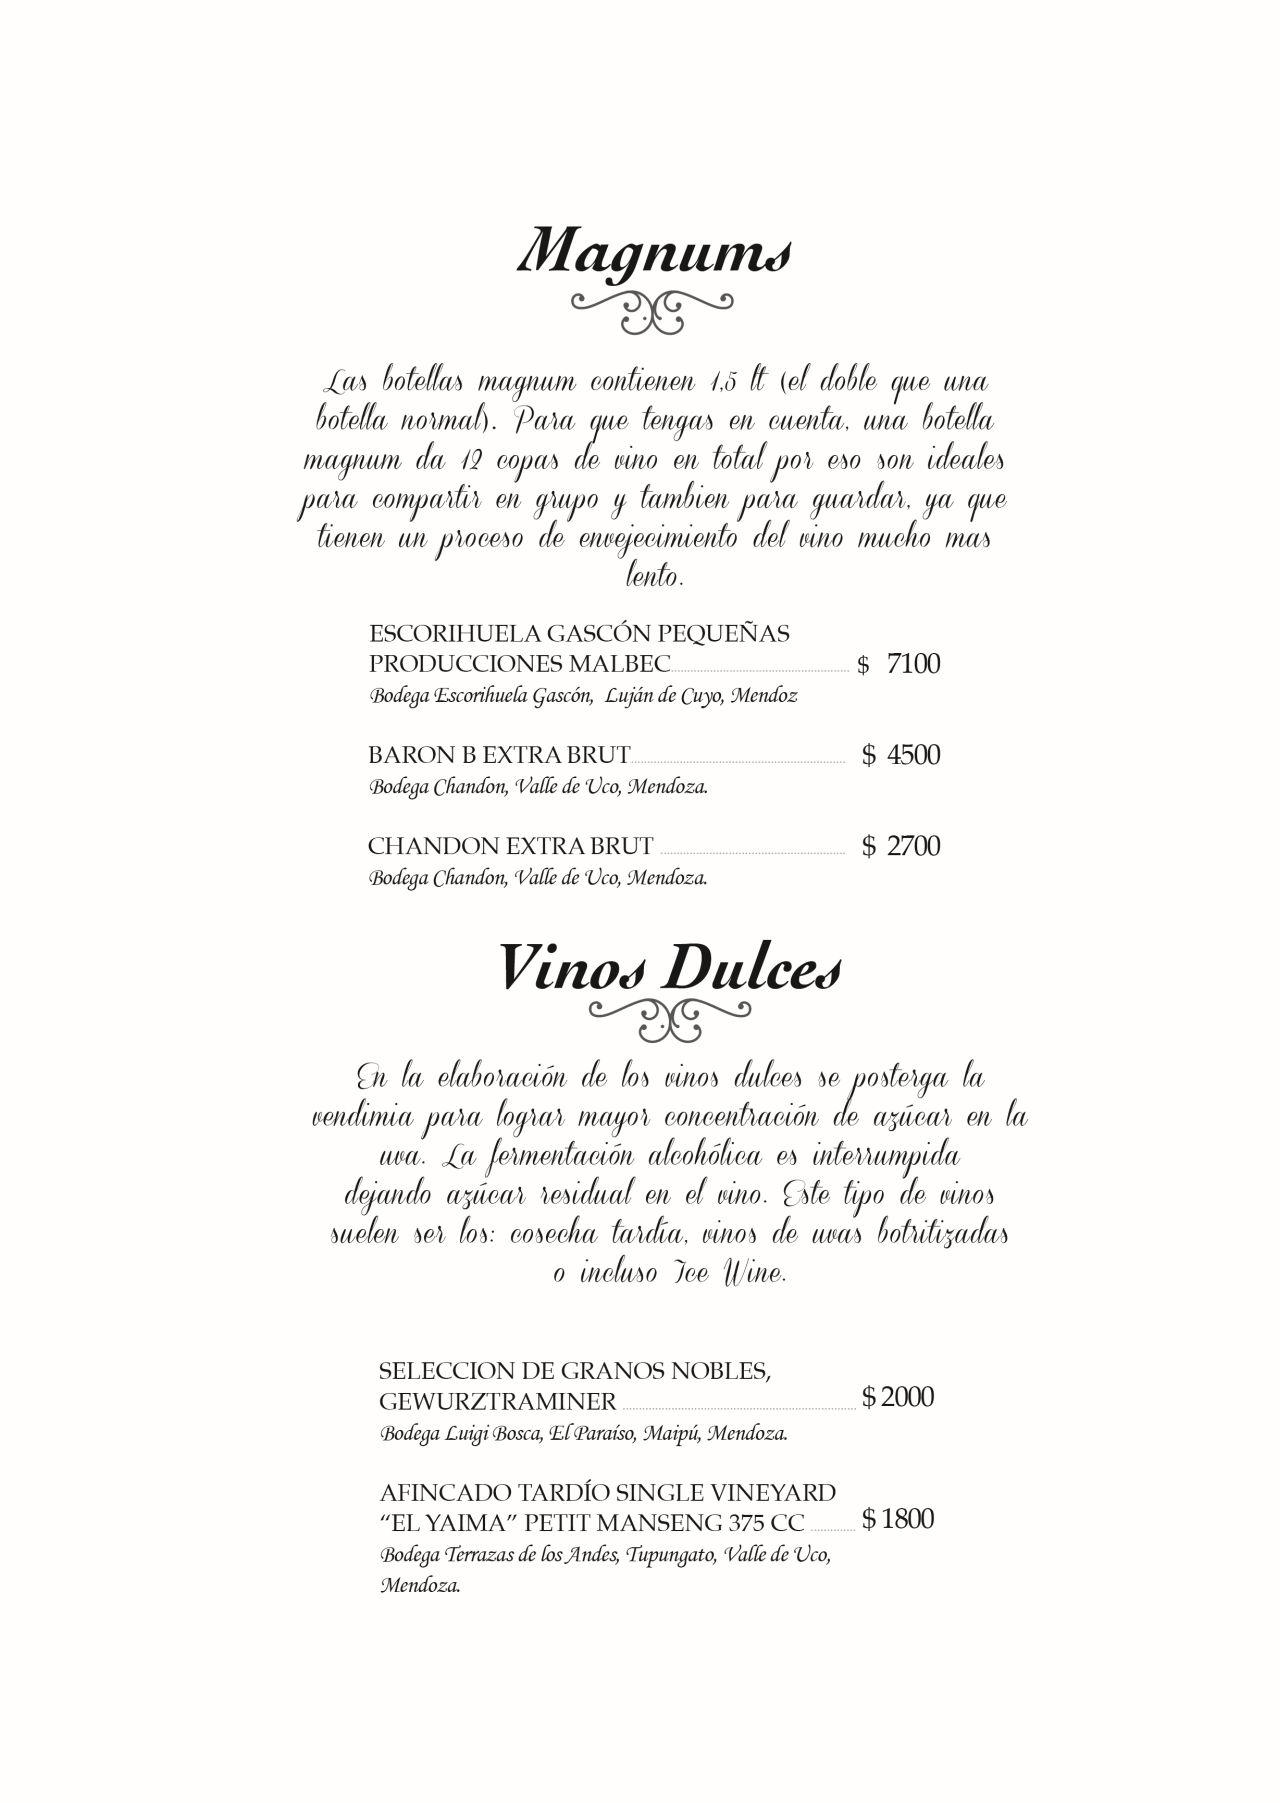 Magnums
Las botellas magnum contienen 1,5 lt (el doble que una
botella normal). Para que tengas en cuenta, una botella
magnum da 12 copas de vino en total por eso son ideales
para compartir en grupo y tambien para guardar, ya que
tienen un proceso de envejecimiento del vino mucho mas
lento.
ESCORIHUELA GASCÓN PEQUEÑAS
PRODUCCIONES MALBEC $ 7100
Bodega Escorihuela Gascón, Luján de Cuyo, Mendoz
BARON B EXTRA BRUT $ 4500
Bodega Chandon, Valle de Uco, Mendoza.
CHANDON EXTRA BRUT $ 2700
Bodega Chandon, Valle de Uco, Mendoza.
Vinos Dulces
En la elaboración de los vinos dulces se posterga la
vendimia para lograr mayor concentración de azúcar en la
uva. La fermentación alcohólica es interrumpida
dejando azúcar residual en el vino. Este tipo de vinos
suelen ser los: cosecha tardía, vinos de uvas botritizadas
o incluso Ice Wine.
SELECCION DE GRANOS NOBLES,
GEWURZTRAMINER $ 2000
Bodega Luigi Bosca, El Paraíso, Maipú, Mendoza.
AFINCADO TARDÍO SINGLE VINEYARD
“EL YAIMA” PETIT MANSENG 375 CC $ 1800
Bodega Terrazas de los Andes, Tupungato, Valle de Uco,
Mendoza.